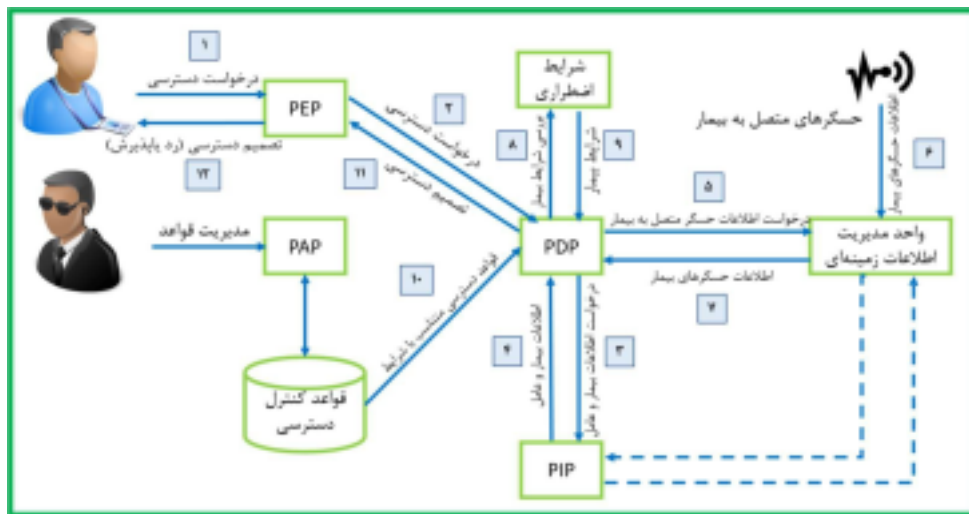 ۱
درخواست دسترسی
PEP
تصمیم دسترسی (رد یاپذیرش)
۱۲
۲
درخواست دسترسی
۱۱
تصمیم دسترسی
شرایط
اضطراری
۸
بررسی شرایط بیمار
۹
شرایط بیمار
حسگرهای متصل به بیمار
اطلاعات حسگرهای بیمار
۶
مدیریت قواعد
PAP
PDP
۵
درخواست اطلاعات حسگر متصل به بیمار
واحد مدیریت
اطلاعات زمینه‌ای
اطلاعات حسگرهای بیمار
۷
۱۰
قواعد دسترسی متناسب با شرایط
قواعد کنترل
دسترسی
۴
اطلاعات بیمار و عامل
۳
درخواست اطلاعات بیمار و عامل
PIP